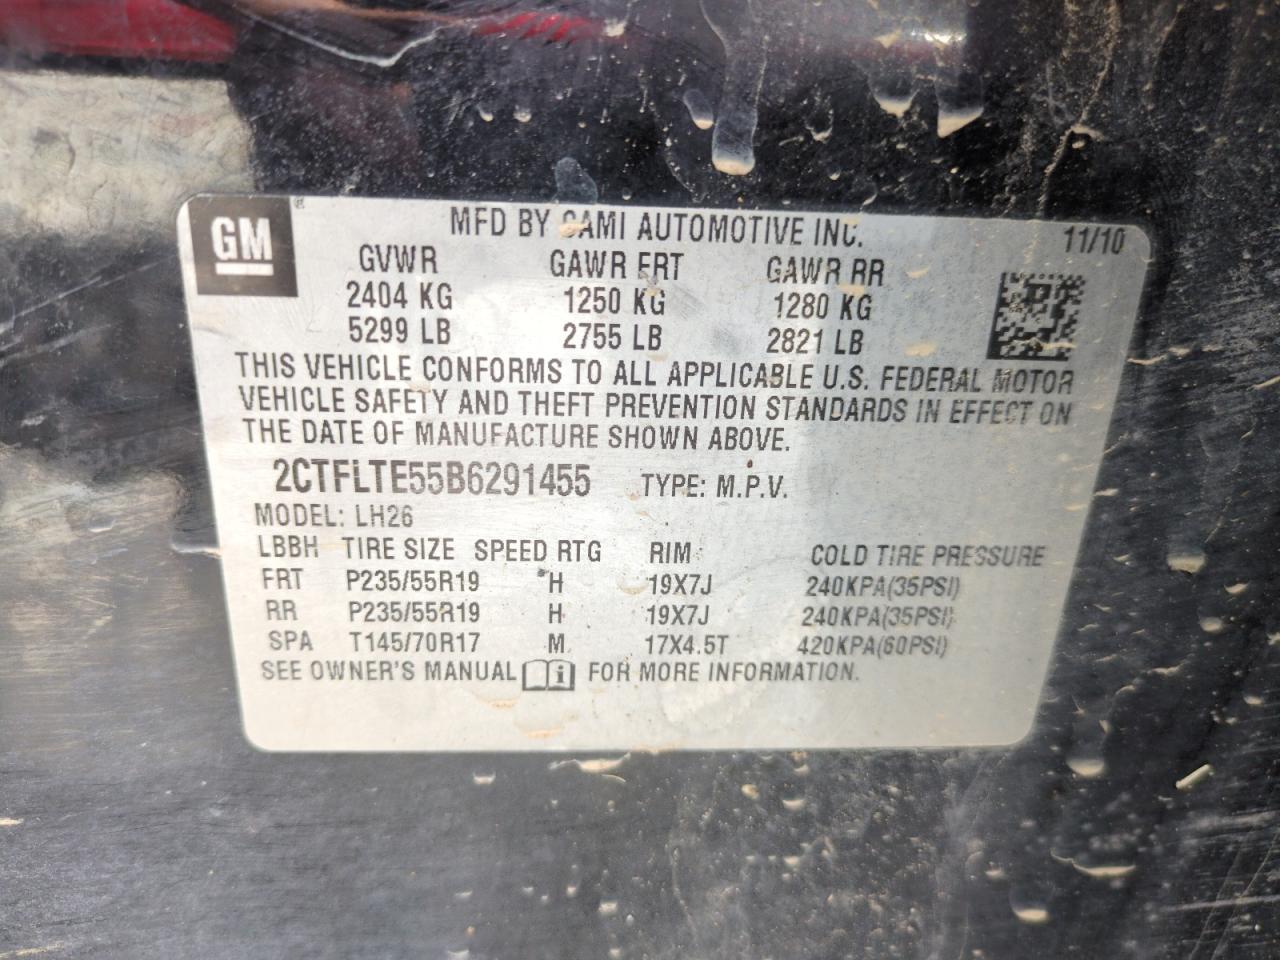 GM ®
MFD BY CAMI AUTOMOTIVE INC. 11/10
GVWR GAWR FRT GAWR RR
2404 KG 1250 KG 1280 KG
5299 LB 2755 LB 2821 LB
THIS VEHICLE CONFORMS TO ALL APPLICABLE U.S. FEDERAL MOTOR
VEHICLE SAFETY AND THEFT PREVENTION STANDARDS IN EFFECT ON
THE DATE OF MANUFACTURE SHOWN ABOVE.
2CTFLTE55B6291455 TYPE: M.P.V.
MODEL: LH26
LBBH TIRE SIZE SPEED RTG RIM COLD TIRE PRESSURE
FRT P235/55R19 H 19X7J 240KPA(35PSI)
RR P235/55R19 H 19X7J 240KPA(35PSI)
SPA T145/70R17 M 17X4.5T 420KPA(60PSI)
SEE OWNER'S MANUAL i FOR MORE INFORMATION.